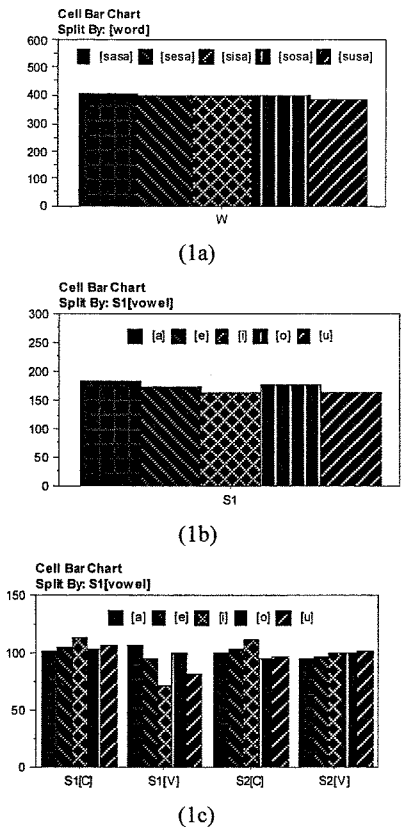 Cell Bar Chart
Split By: [word]
600
[sasa] [sesa] [sisa] [sosa] [susa]
500
400
300
200
100
0
W
(1a)
Cell Bar Chart
Split By: S1[vowel]
300
[a] [e] [i] [o] [u]
250
200
150
100
50
0
S1
(1b)
Cell Bar Chart
Split By: S1[vowel]
150
[a] [e] [i] [o] [u]
100
50
0
S1[C] S1[V] S2[C] S2[V]
(1c)